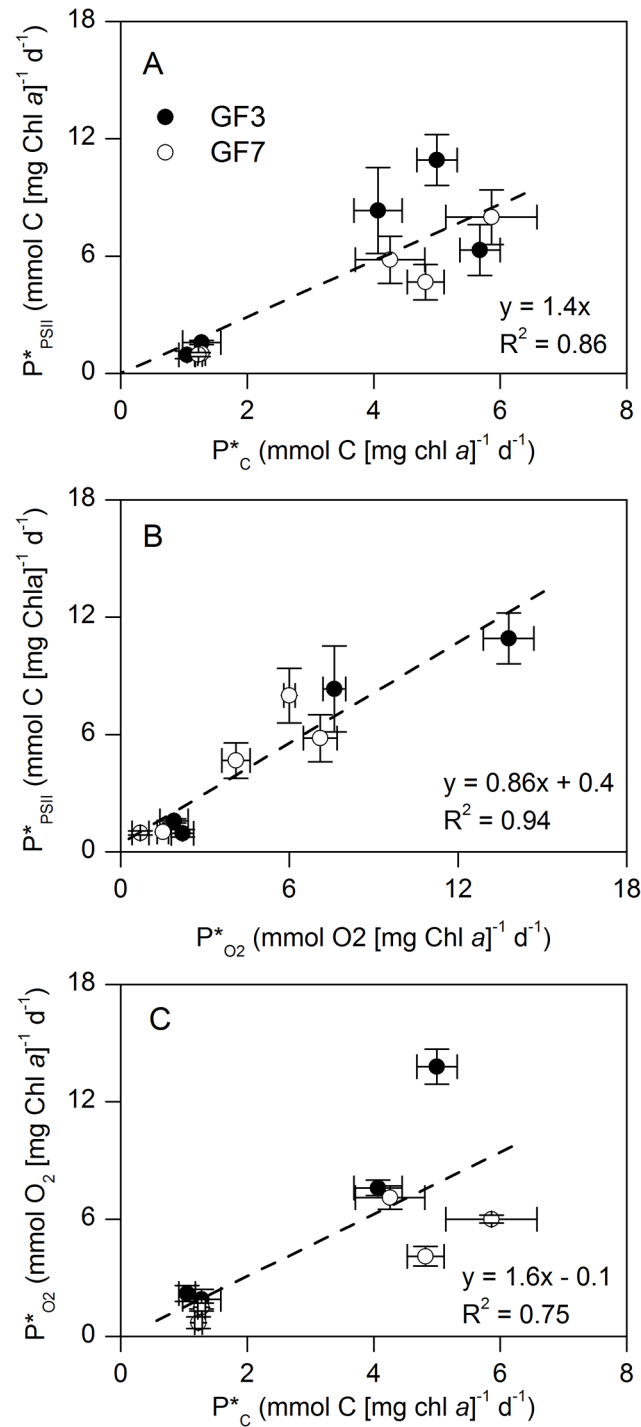 18
A
GF3
GF7
12
6
0
y = 1.4x
R² = 0.86
0 2 4 6 8
P*PSII (mmol C [mg Chl a]⁻¹ d⁻¹)
P*C (mmol C [mg chl a]⁻¹ d⁻¹)
18
B
12
6
0
y = 0.86x + 0.4
R² = 0.94
0 6 12 18
P*PSII (mmol C [mg Chla]⁻¹ d⁻¹)
P*O2 (mmol O2 [mg Chl a]⁻¹ d⁻¹)
18
C
12
6
0
y = 1.6x - 0.1
R² = 0.75
0 2 4 6 8
P*O2 (mmol O₂ [mg Chl a]⁻¹ d⁻¹)
P*C (mmol C [mg chl a]⁻¹ d⁻¹)